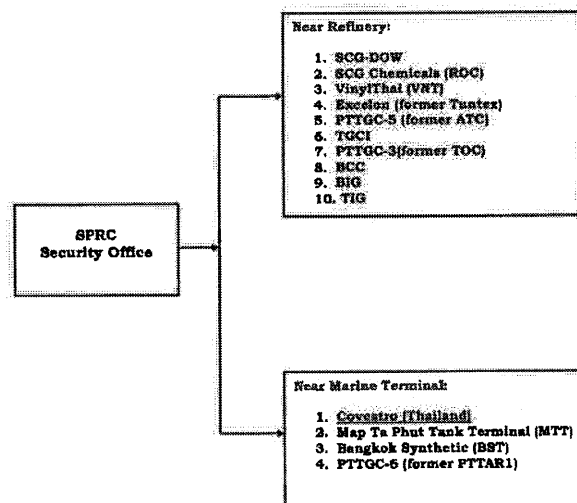 Near Refinery:
1. SCG-DOW
2. SCG Chemicals (ROC)
3. VinylThai (VNT)
4. Excelon (former Tuntex)
5. PTTGC-5 (former ATC)
6. TGCI
7. PTTGC-3(former TOC)
8. BCC
9. BIG
10. TIG
SPRC
Security Office
Near Marine Terminal:
1. Covestro (Thailand)
2. Map Ta Phut Tank Terminal (MTT)
3. Bangkok Synthetic (BST)
4. PTTGC-6 (former PTTAR1)